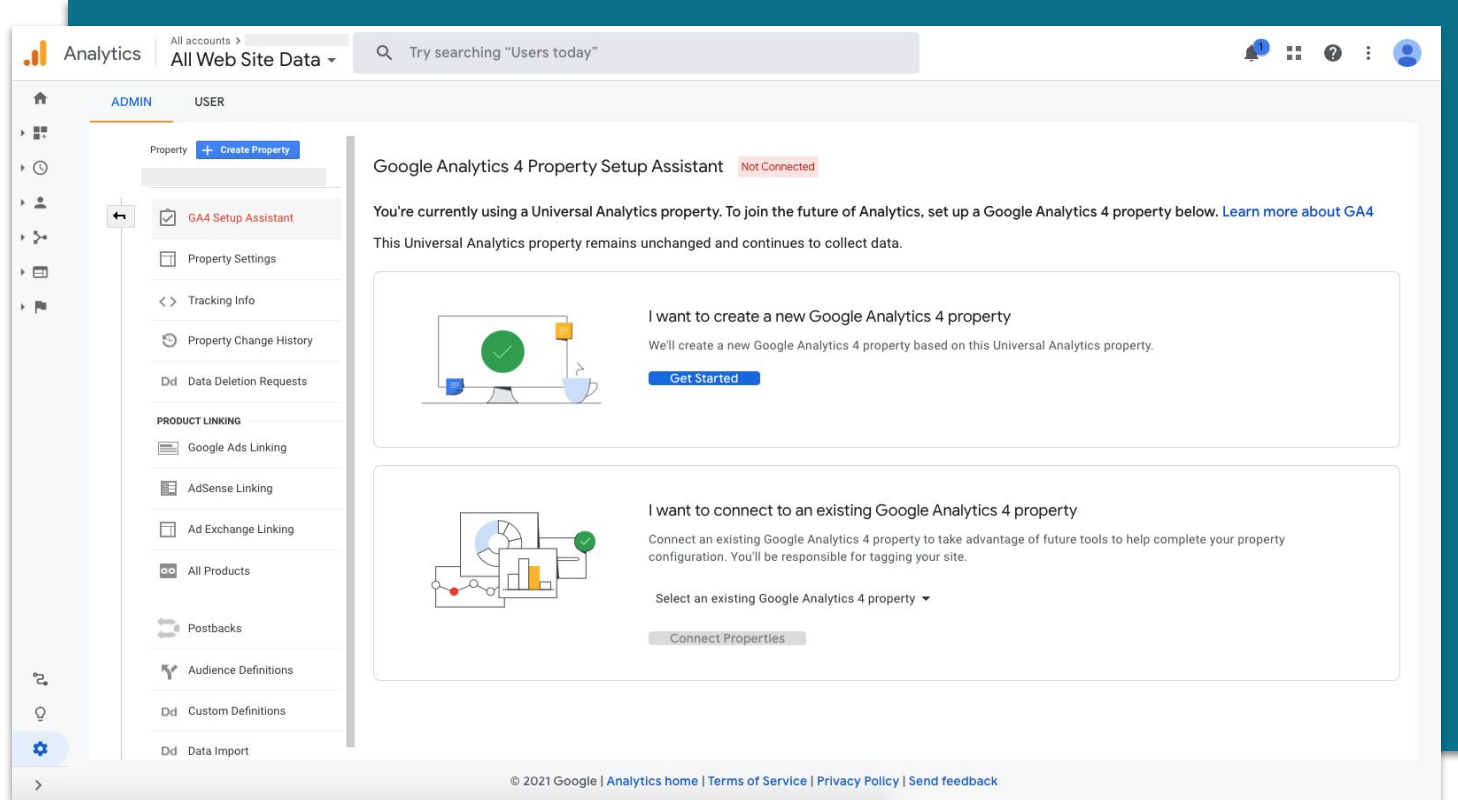 Analytics
All accounts >
All Web Site Data
Try searching “Users today”
1
ADMIN
USER
Property
+ Create Property
GA4 Setup Assistant
Property Settings
Tracking Info
Property Change History
Dd Data Deletion Requests
PRODUCT LINKING
Google Ads Linking
AdSense Linking
Ad Exchange Linking
All Products
Postbacks
Audience Definitions
Dd Custom Definitions
Dd Data Import
Google Analytics 4 Property Setup Assistant
Not Connected
You're currently using a Universal Analytics property. To join the future of Analytics, set up a Google Analytics 4 property below. Learn more about GA4
This Universal Analytics property remains unchanged and continues to collect data.
I want to create a new Google Analytics 4 property
We'll create a new Google Analytics 4 property based on this Universal Analytics property.
Get Started
I want to connect to an existing Google Analytics 4 property
Connect an existing Google Analytics 4 property to take advantage of future tools to help complete your property
configuration. You'll be responsible for tagging your site.
Select an existing Google Analytics 4 property
Connect Properties
© 2021 Google | Analytics home | Terms of Service | Privacy Policy | Send feedback